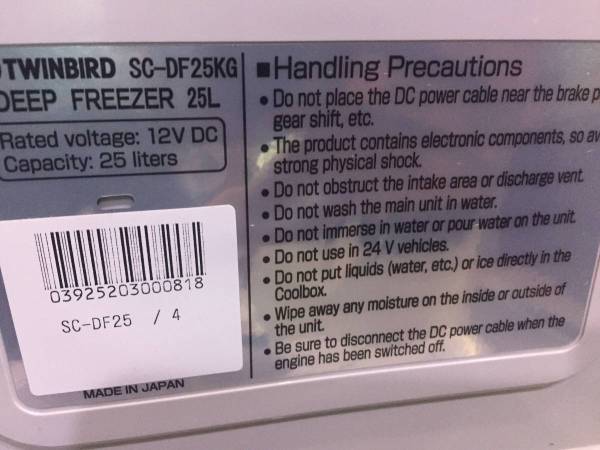 TWINBIRD SC-DF25KG
DEEP FREEZER 25L
Rated voltage: 12V DC
Capacity: 25 liters
03925203000818
SC-DF25 / 4
MADE IN JAPAN
■Handling Precautions
• Do not place the DC power cable near the brake
gear shift, etc.
• The product contains electronic components, so
strong physical shock.
• Do not obstruct the intake area or discharge vent.
• Do not wash the main unit in water.
• Do not immerse in water or pour water on the unit.
• Do not use in 24 V vehicles.
• Do not put liquids (water, etc.) or ice directly in the
Coolbox.
• Wipe away any moisture on the inside or outside of
the unit.
• Be sure to disconnect the DC power cable when the
engine has been switched off.